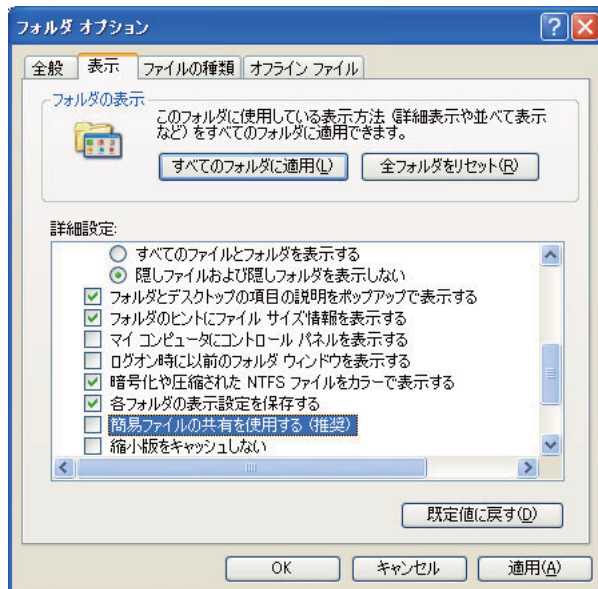 フォルダ オプション
全般 表示 ファイルの種類 オフライン ファイル
フォルダの表示
このフォルダに使用している表示方法 (詳細表示や並べて表示
など) をすべてのフォルダに適用できます。
すべてのフォルダに適用(L) 全フォルダをリセット(R)
詳細設定:
すべてのファイルとフォルダを表示する
隠しファイルおよび隠しフォルダを表示しない
フォルダとデスクトップの項目の説明をポップアップで表示する
フォルダのヒントにファイル サイズ情報を表示する
マイ コンピュータにコントロール パネルを表示する
ログオン時に以前のフォルダ ウィンドウを表示する
暗号化や圧縮された NTFS ファイルをカラーで表示する
各フォルダの表示設定を保存する
簡易ファイルの共有を使用する (推奨)
縮小版をキャッシュしない
既定値に戻す(D)
OK キャンセル 適用(A)